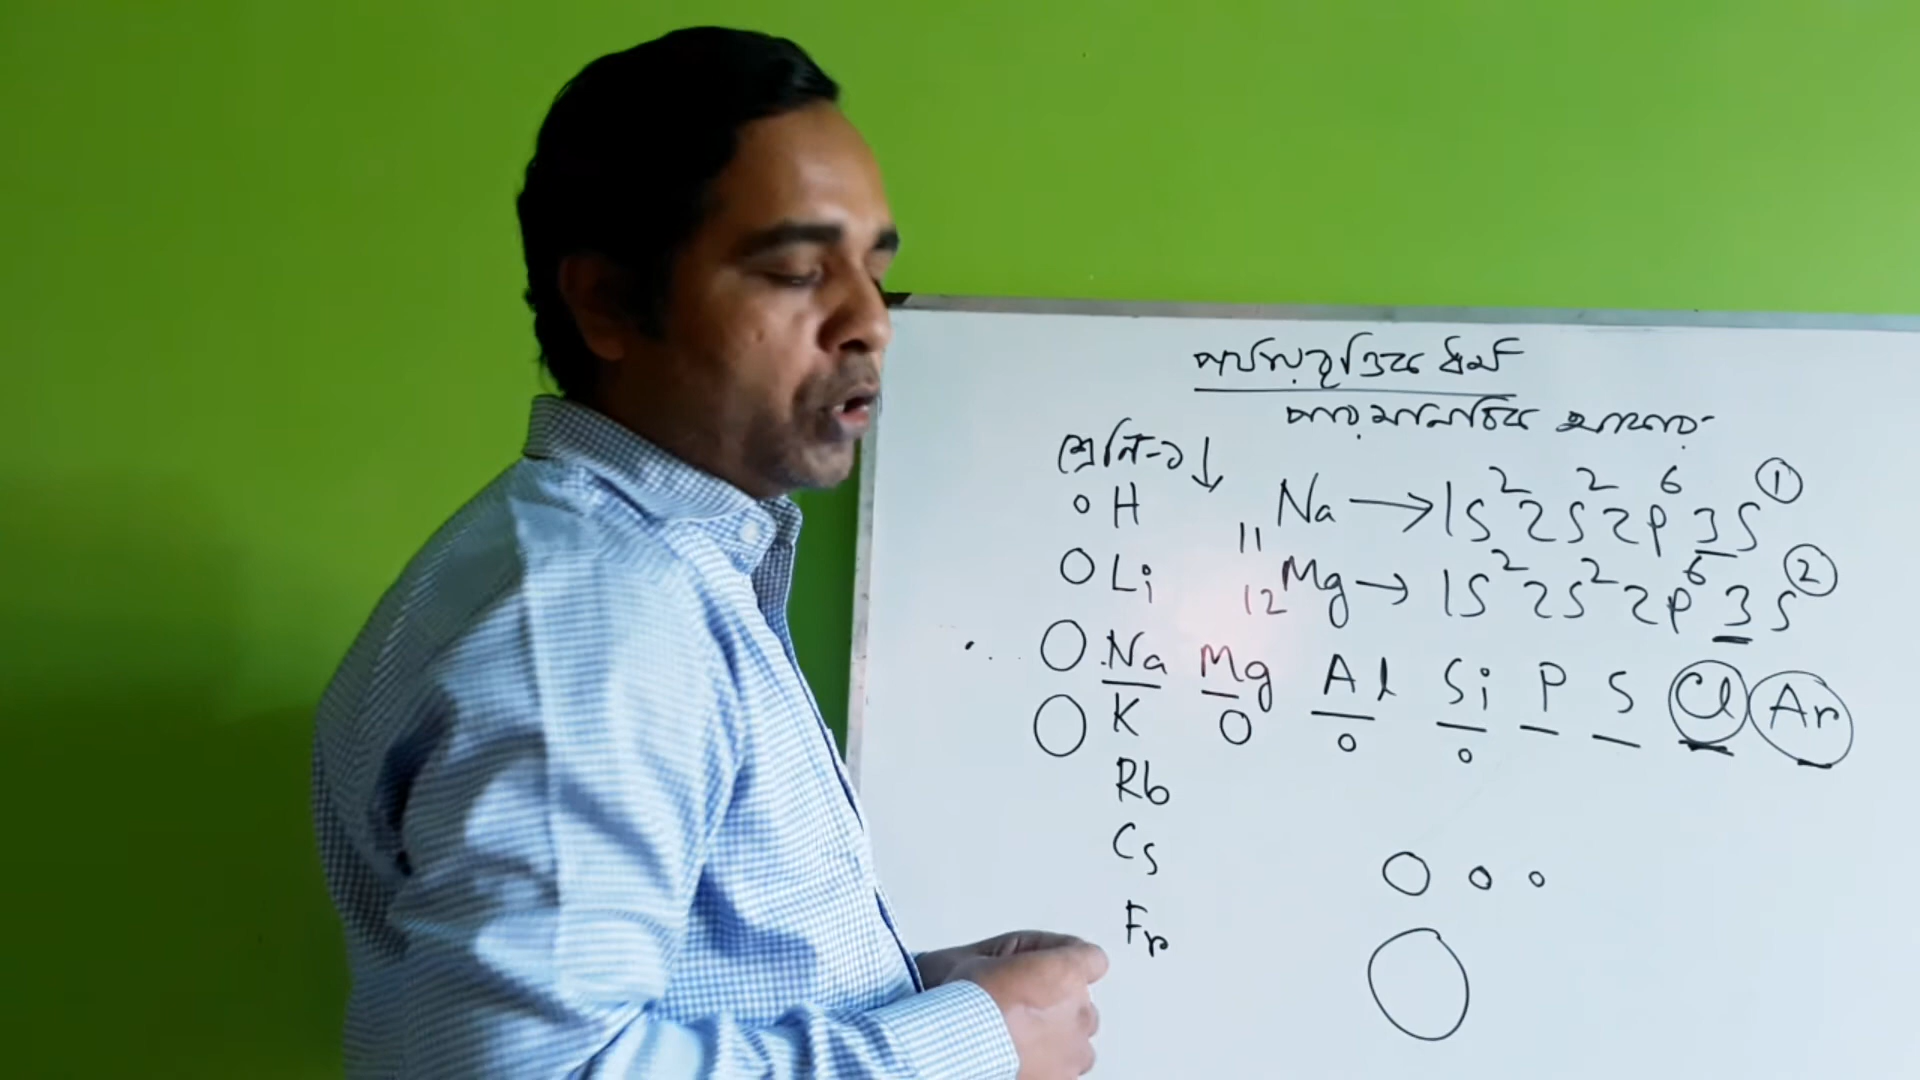 পর্যায়বৃত্তিক ধর্ম
পারমাণবিক আকার
শ্রেণি-১ ↓
H
Li
Na Mg Al Si P S Cl Ar
K
Rb
Cs
Fr
11Na → 1s² 2s² 2p⁶ 3s¹
12Mg → 1s² 2s² 2p⁶ 3s²